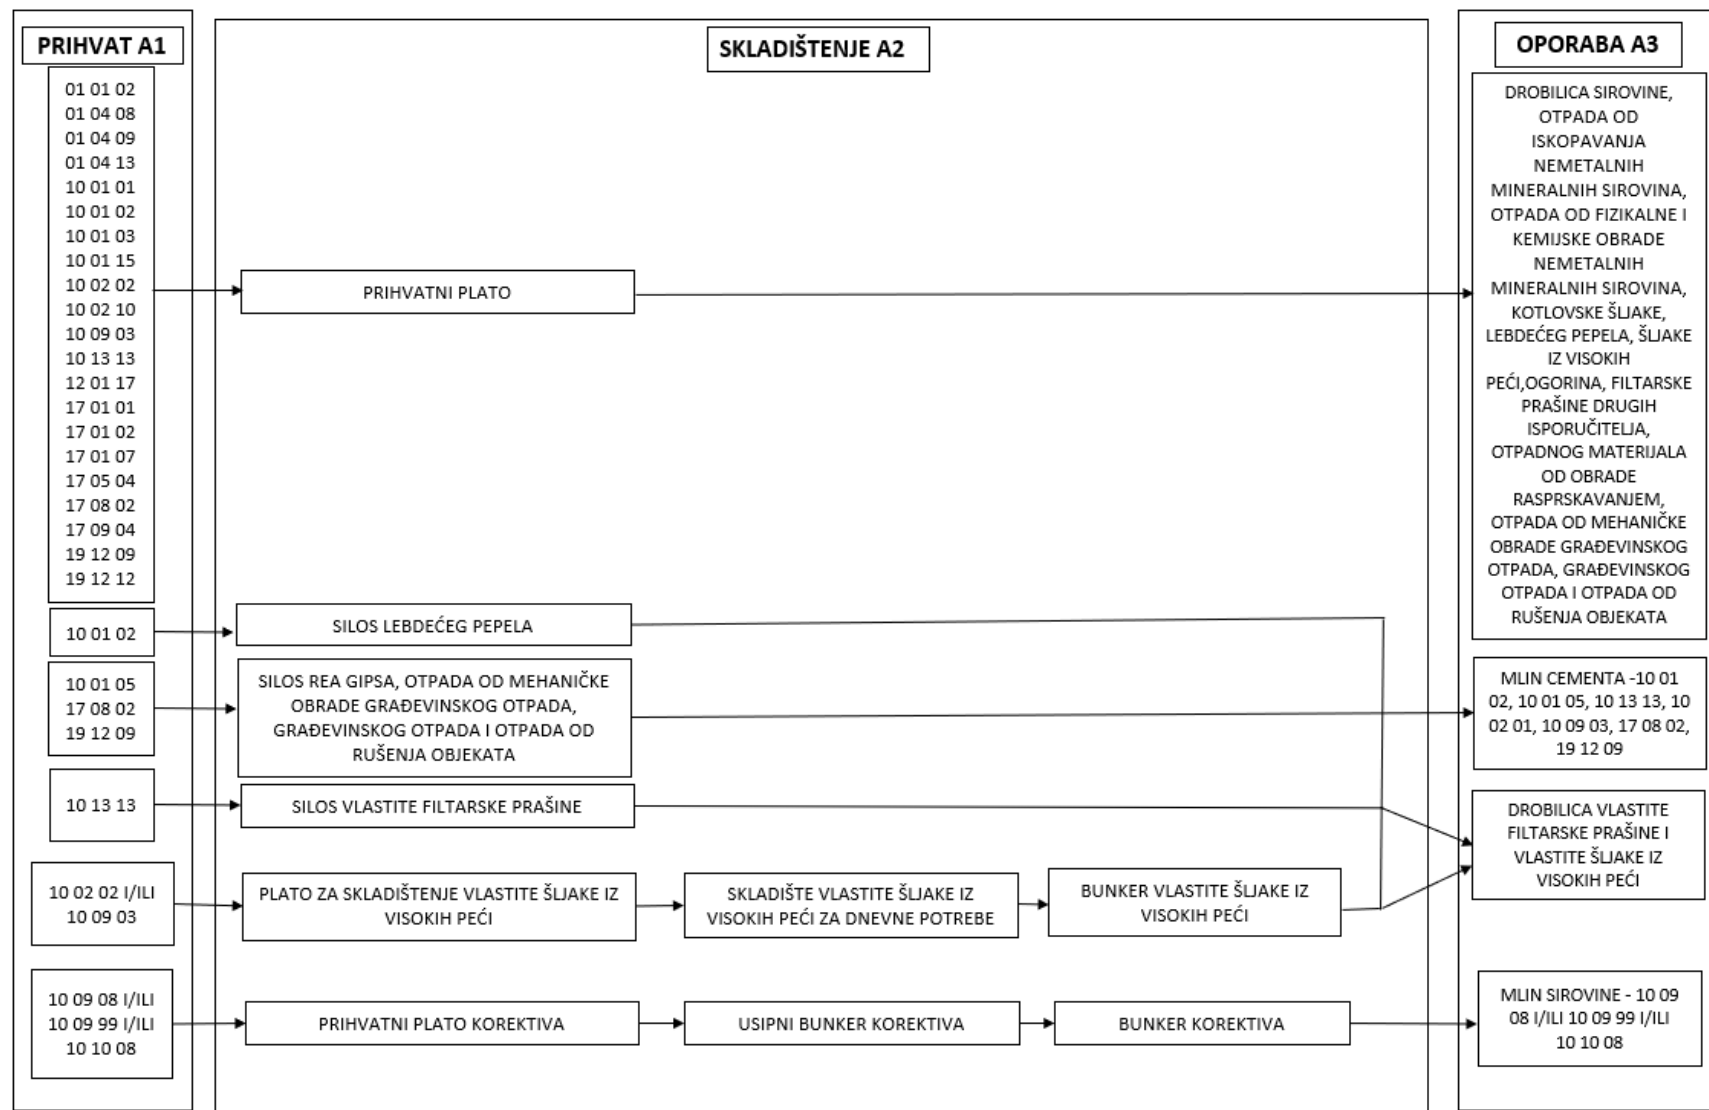 PRIHVAT A1
01 01 02
01 04 08
01 04 09
01 04 13
10 01 01
10 01 02
10 01 03
10 01 15
10 02 02
10 02 10
10 09 03
10 13 13
12 01 17
17 01 01
17 01 02
17 01 07
17 05 04
17 08 02
17 09 04
19 12 09
19 12 12
10 01 02
10 01 05
17 08 02
19 12 09
10 13 13
10 02 02 I/ILI
10 09 03
10 09 08 I/ILI
10 09 99 I/ILI
10 10 08
SKLADIŠTENJE A2
PRIHVATNI PLATO
SILOS LEBDEĆEG PEPELA
SILOS REA GIPSA, OTPADA OD MEHANIČKE
OBRADE GRAĐEVINSKOG OTPADA,
GRAĐEVINSKOG OTPADA I OTPADA OD
RUŠENJA OBJEKATA
SILOS VLASTITE FILTARSKE PRAŠINE
PLATO ZA SKLADIŠTENJE VLASTITE ŠLJAKE IZ
VISOKIH PEĆI
SKLADIŠTE VLASTITE ŠLJAKE IZ
VISOKIH PEĆI ZA DNEVNE POTREBE
BUNKER VLASTITE ŠLJAKE IZ
VISOKIH PEĆI
PRIHVATNI PLATO KOREKTIVA
USIPNI BUNKER KOREKTIVA
BUNKER KOREKTIVA
OPORABA A3
DROBILICA SIROVINE,
OTPADA OD
ISKOPAVANJA
NEMETALNIH
MINERALNIH SIROVINA,
OTPADA OD FIZIKALNE I
KEMIJSKE OBRADE
NEMETALNIH
MINERALNIH SIROVINA,
KOTLOVSKE ŠLJAKE,
LEBDEĆEG PEPELA, ŠLJAKE
IZ VISOKIH
PEĆI,OGORINA, FILTARSKE
PRAŠINE DRUGIH
ISPORUČITELJA,
OTPADNOG MATERIJALA
OD OBRADE
RASPRSKAVANJEM,
OTPADA OD MEHANIČKE
OBRADE GRAĐEVINSKOG
OTPADA, GRAĐEVINSKOG
OTPADA I OTPADA OD
RUŠENJA OBJEKATA
MLIN CEMENTA -10 01
02, 10 01 05, 10 13 13, 10
02 01, 10 09 03, 17 08 02,
19 12 09
DROBILICA VLASTITE
FILTARSKE PRAŠINE I
VLASTITE ŠLJAKE IZ
VISOKIH PEĆI
MLIN SIROVINE - 10 09
08 I/ILI 10 09 99 I/ILI
10 10 08